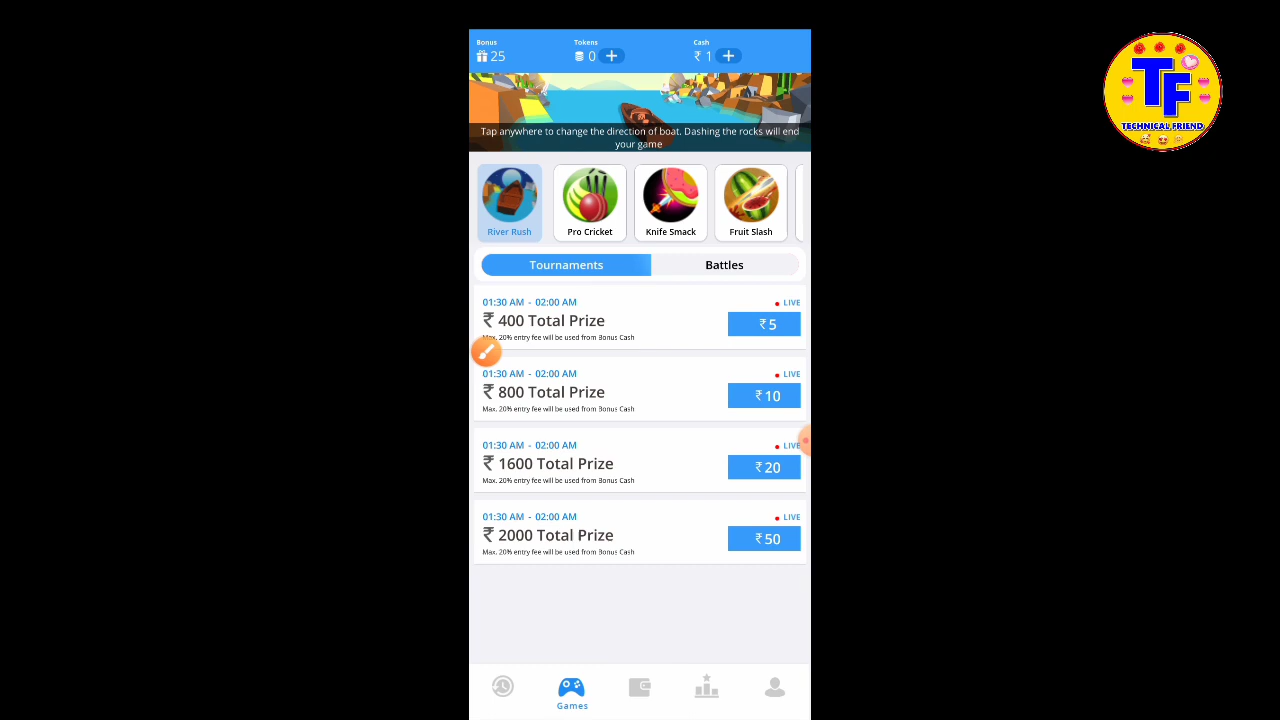 Bonus
25
Tokens
0
Cash
₹ 1
Tap anywhere to change the direction of boat. Dashing the rocks will end
your game
River Rush
Pro Cricket
Knife Smack
Fruit Slash
Tournaments
Battles
01:30 AM - 02:00 AM
LIVE
₹ 400 Total Prize
₹ 5
Max. 20% entry fee will be used from Bonus Cash
01:30 AM - 02:00 AM
LIVE
₹ 800 Total Prize
₹ 10
Max. 20% entry fee will be used from Bonus Cash
01:30 AM - 02:00 AM
LIVE
₹ 1600 Total Prize
₹ 20
Max. 20% entry fee will be used from Bonus Cash
01:30 AM - 02:00 AM
LIVE
₹ 2000 Total Prize
₹ 50
Max. 20% entry fee will be used from Bonus Cash
Games
TF
TECHNICAL FRIEND